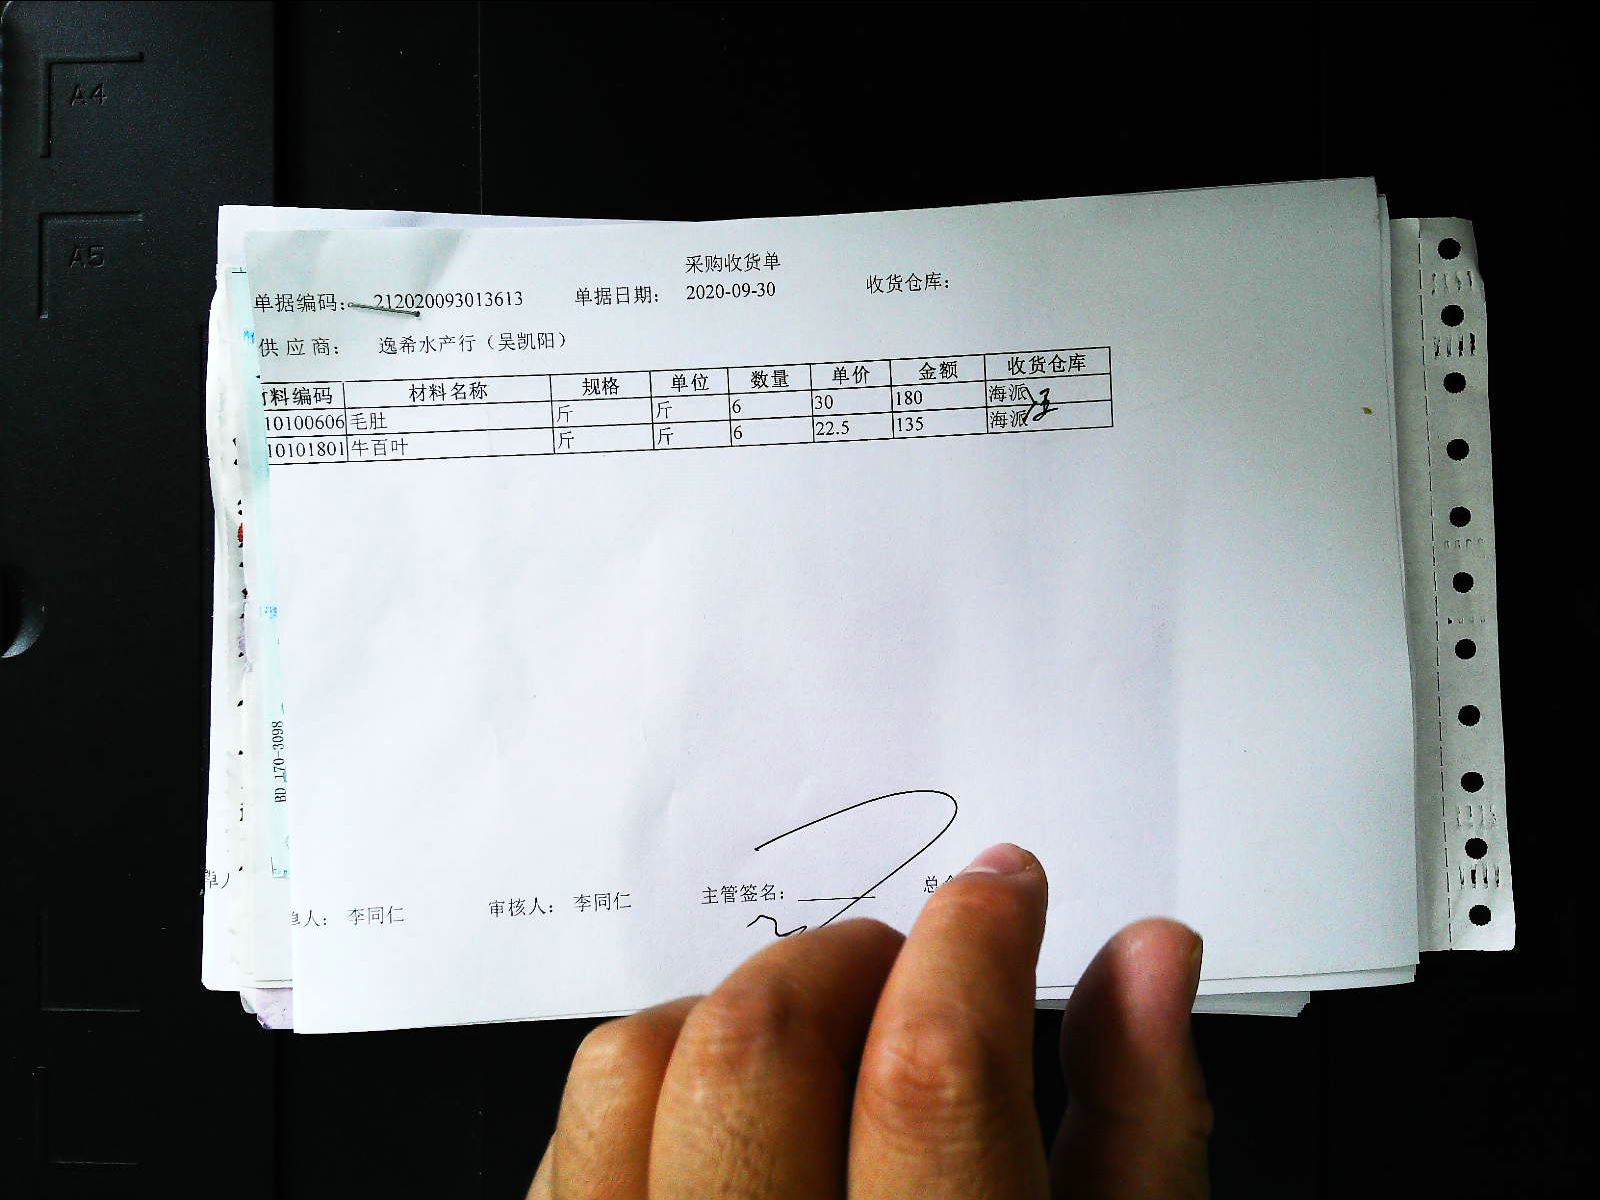 A4
A5
采购收货单
单据编码： 212020093013613 单据日期： 2020-09-30 收货仓库：
供应商： 逸希水产行（吴凯阳）
料编码 材料名称 规格 单位 数量 单价 金额 收货仓库
10100606 毛肚 斤 斤 6 30 180 海派
10101801 牛百叶 斤 斤 6 22.5 135 海派
BD 170-3098
单人： 李同仁 审核人： 李同仁 主管签名： 总